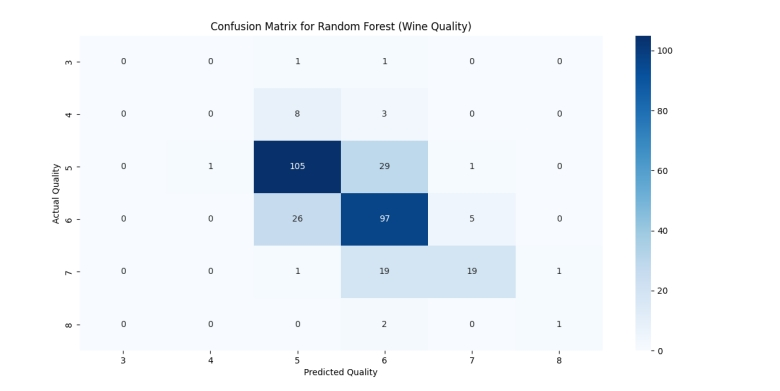 Confusion Matrix for Random Forest (Wine Quality)
3 0 0 1 1 0 0
4 0 0 8 3 0 0
5 0 1 105 29 1 0
6 0 0 26 97 5 0
7 0 0 1 19 19 1
8 0 0 0 2 0 1
3 4 5 6 7 8
Actual Quality
Predicted Quality
100
80
60
40
20
0